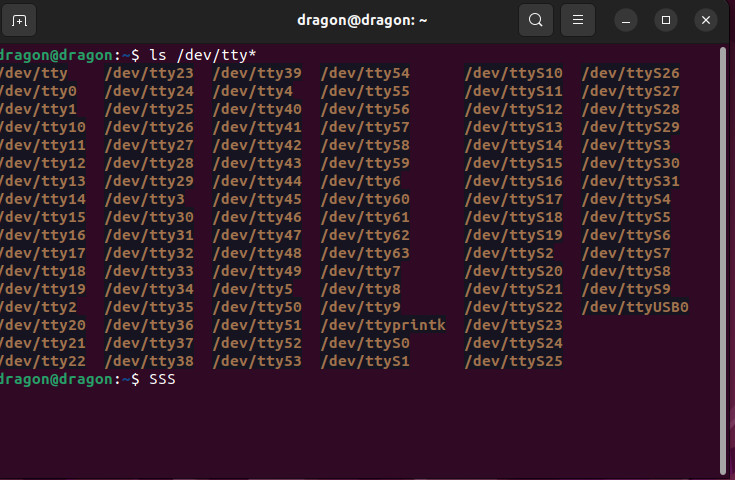 dragon@dragon: ~
dragon@dragon:~$ ls /dev/tty*
/dev/tty /dev/tty23 /dev/tty39 /dev/tty54 /dev/ttyS10 /dev/ttyS26
/dev/tty0 /dev/tty24 /dev/tty4 /dev/tty55 /dev/ttyS11 /dev/ttyS27
/dev/tty1 /dev/tty25 /dev/tty40 /dev/tty56 /dev/ttyS12 /dev/ttyS28
/dev/tty10 /dev/tty26 /dev/tty41 /dev/tty57 /dev/ttyS13 /dev/ttyS29
/dev/tty11 /dev/tty27 /dev/tty42 /dev/tty58 /dev/ttyS14 /dev/ttyS3
/dev/tty12 /dev/tty28 /dev/tty43 /dev/tty59 /dev/ttyS15 /dev/ttyS30
/dev/tty13 /dev/tty29 /dev/tty44 /dev/tty6 /dev/ttyS16 /dev/ttyS31
/dev/tty14 /dev/tty3 /dev/tty45 /dev/tty60 /dev/ttyS17 /dev/ttyS4
/dev/tty15 /dev/tty30 /dev/tty46 /dev/tty61 /dev/ttyS18 /dev/ttyS5
/dev/tty16 /dev/tty31 /dev/tty47 /dev/tty62 /dev/ttyS19 /dev/ttyS6
/dev/tty17 /dev/tty32 /dev/tty48 /dev/tty63 /dev/ttyS2 /dev/ttyS7
/dev/tty18 /dev/tty33 /dev/tty49 /dev/tty7 /dev/ttyS20 /dev/ttyS8
/dev/tty19 /dev/tty34 /dev/tty5 /dev/tty8 /dev/ttyS21 /dev/ttyS9
/dev/tty2 /dev/tty35 /dev/tty50 /dev/tty9 /dev/ttyS22 /dev/ttyUSB0
/dev/tty20 /dev/tty36 /dev/tty51 /dev/ttyprintk /dev/ttyS23
/dev/tty21 /dev/tty37 /dev/tty52 /dev/ttyS0 /dev/ttyS24
/dev/tty22 /dev/tty38 /dev/tty53 /dev/ttyS1 /dev/ttyS25
dragon@dragon:~$ SSS